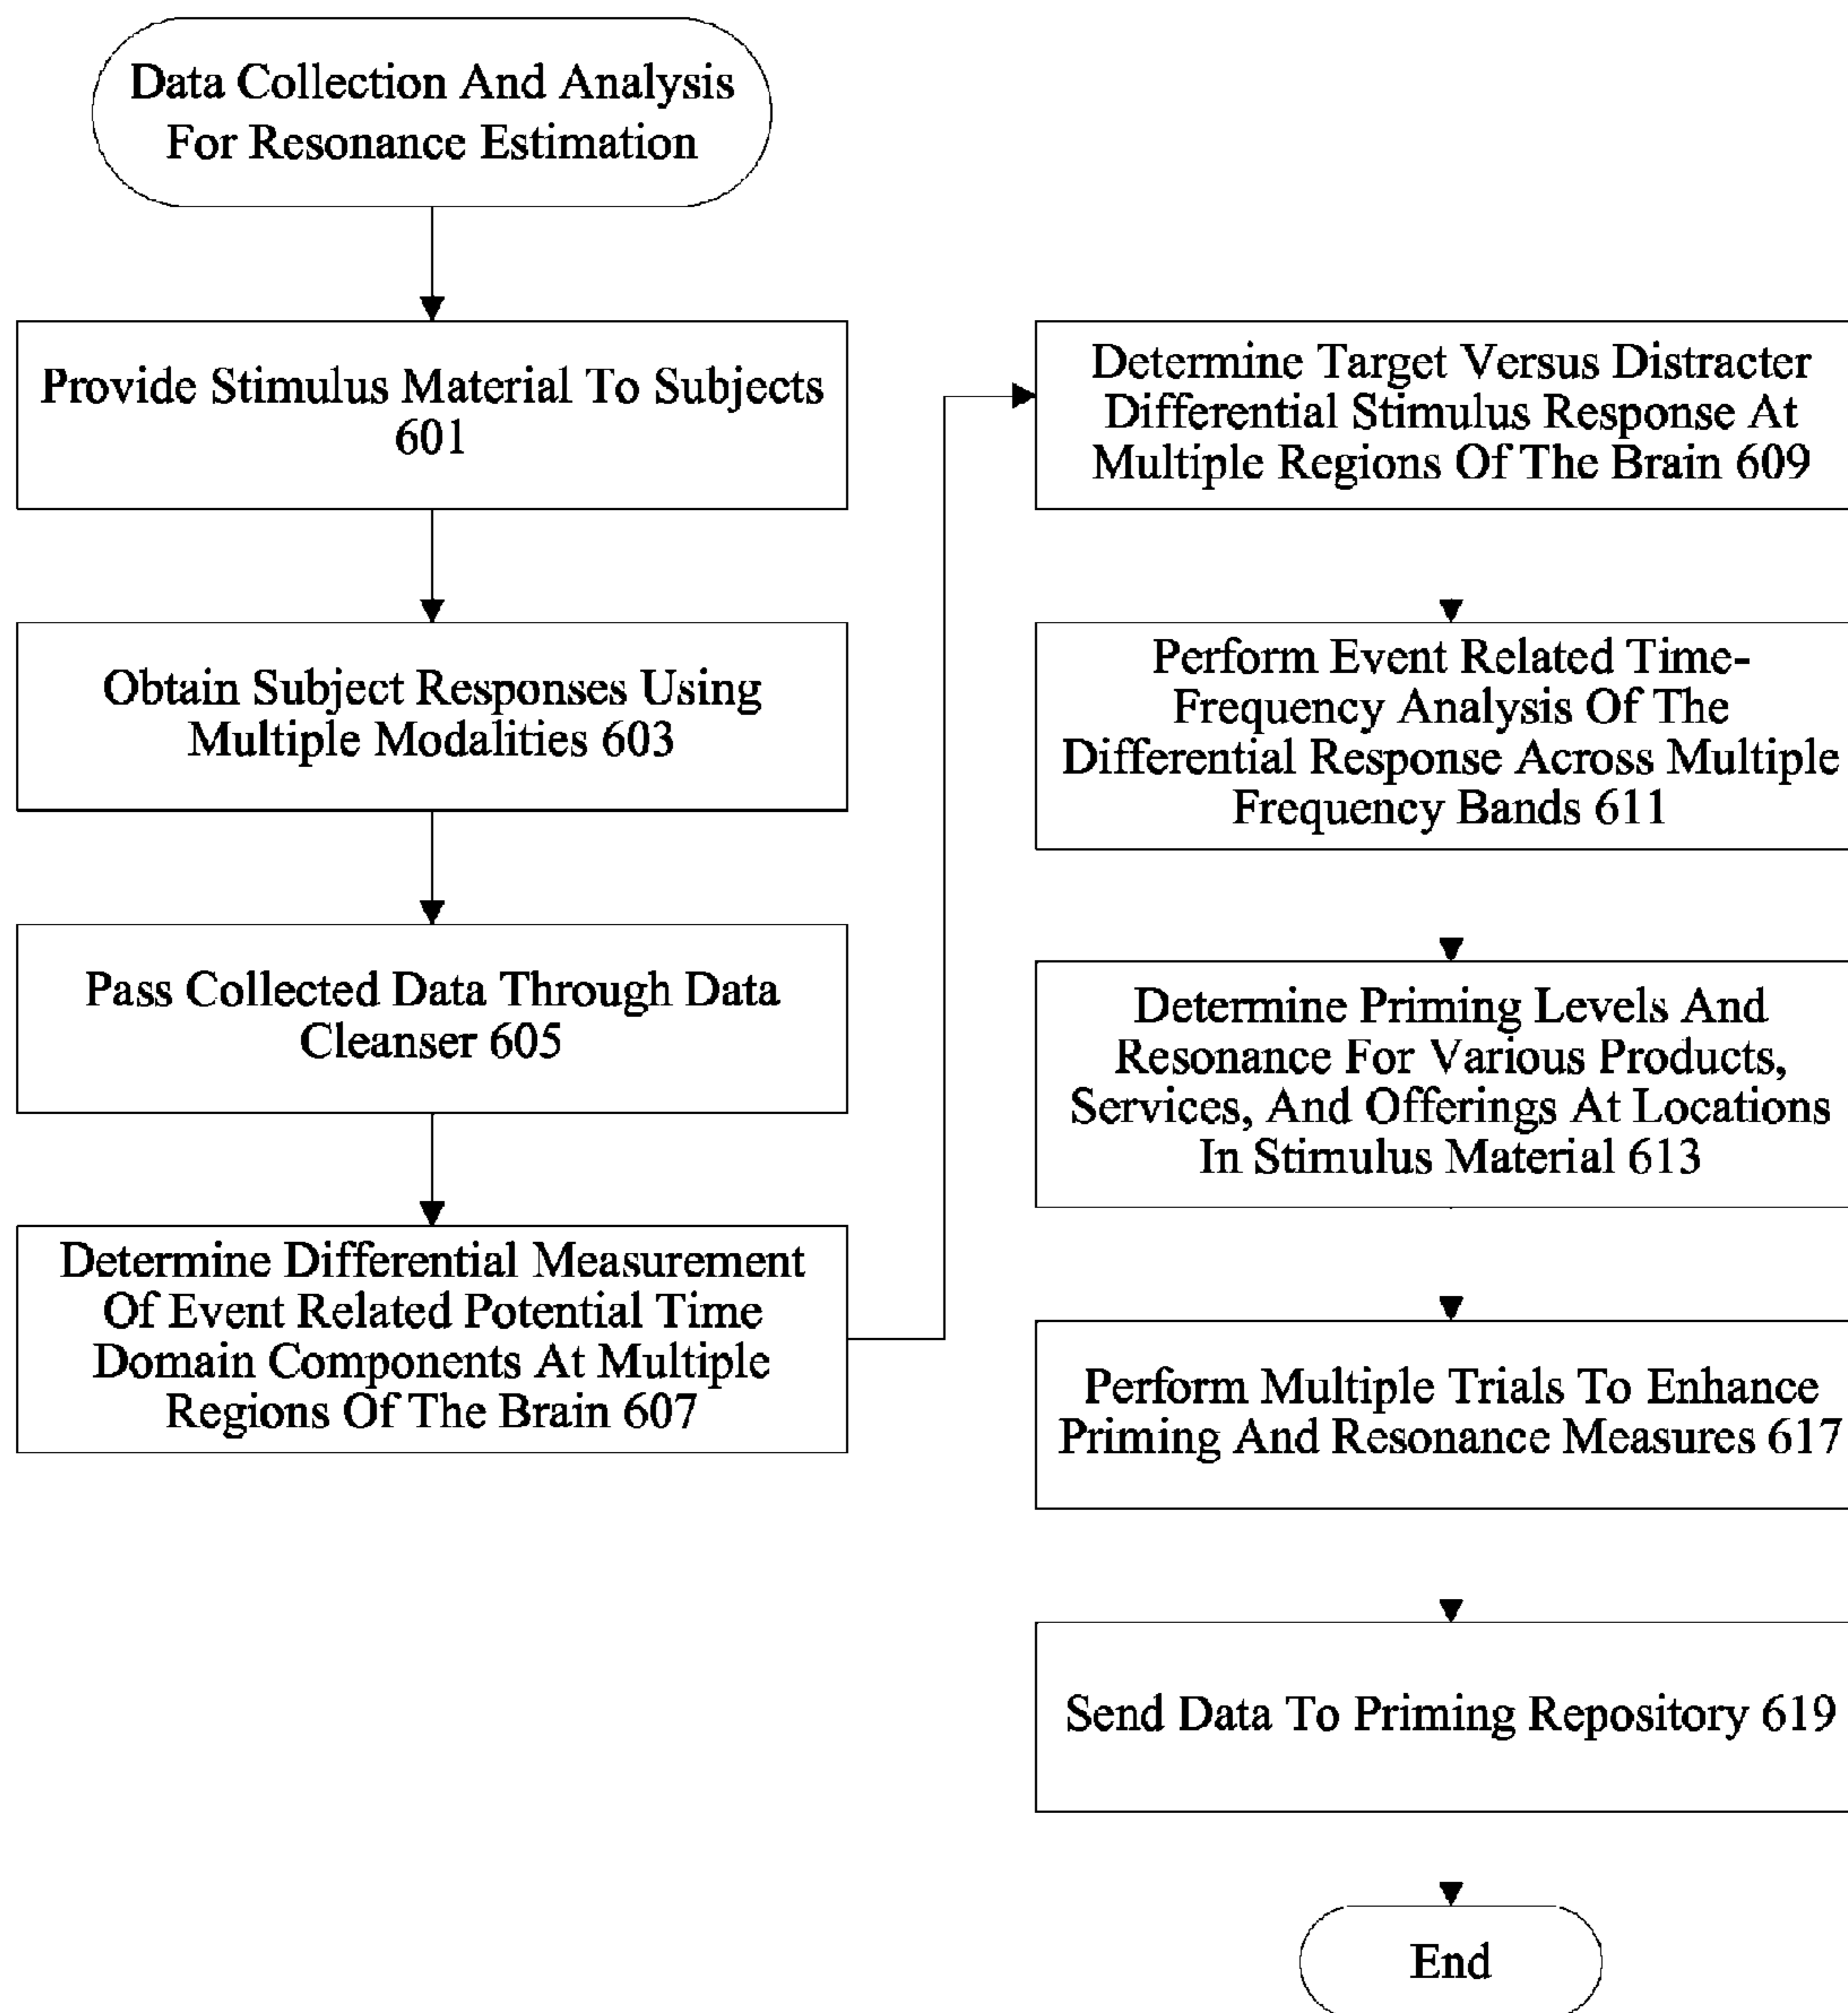 Data Collection And Analysis
For Resonance Estimation
Provide Stimulus Material To Subjects
601
Obtain Subject Responses Using
Multiple Modalities 603
Pass Collected Data Through Data
Cleanser 605
Determine Differential Measurement
Of Event Related Potential Time
Domain Components At Multiple
Regions Of The Brain 607
Determine Target Versus Distracter
Differential Stimulus Response At
Multiple Regions Of The Brain 609
Perform Event Related Time-
Frequency Analysis Of The
Differential Response Across Multiple
Frequency Bands 611
Determine Priming Levels And
Resonance For Various Products,
Services, And Offerings At Locations
In Stimulus Material 613
Perform Multiple Trials To Enhance
Priming And Resonance Measures 617
Send Data To Priming Repository 619
End